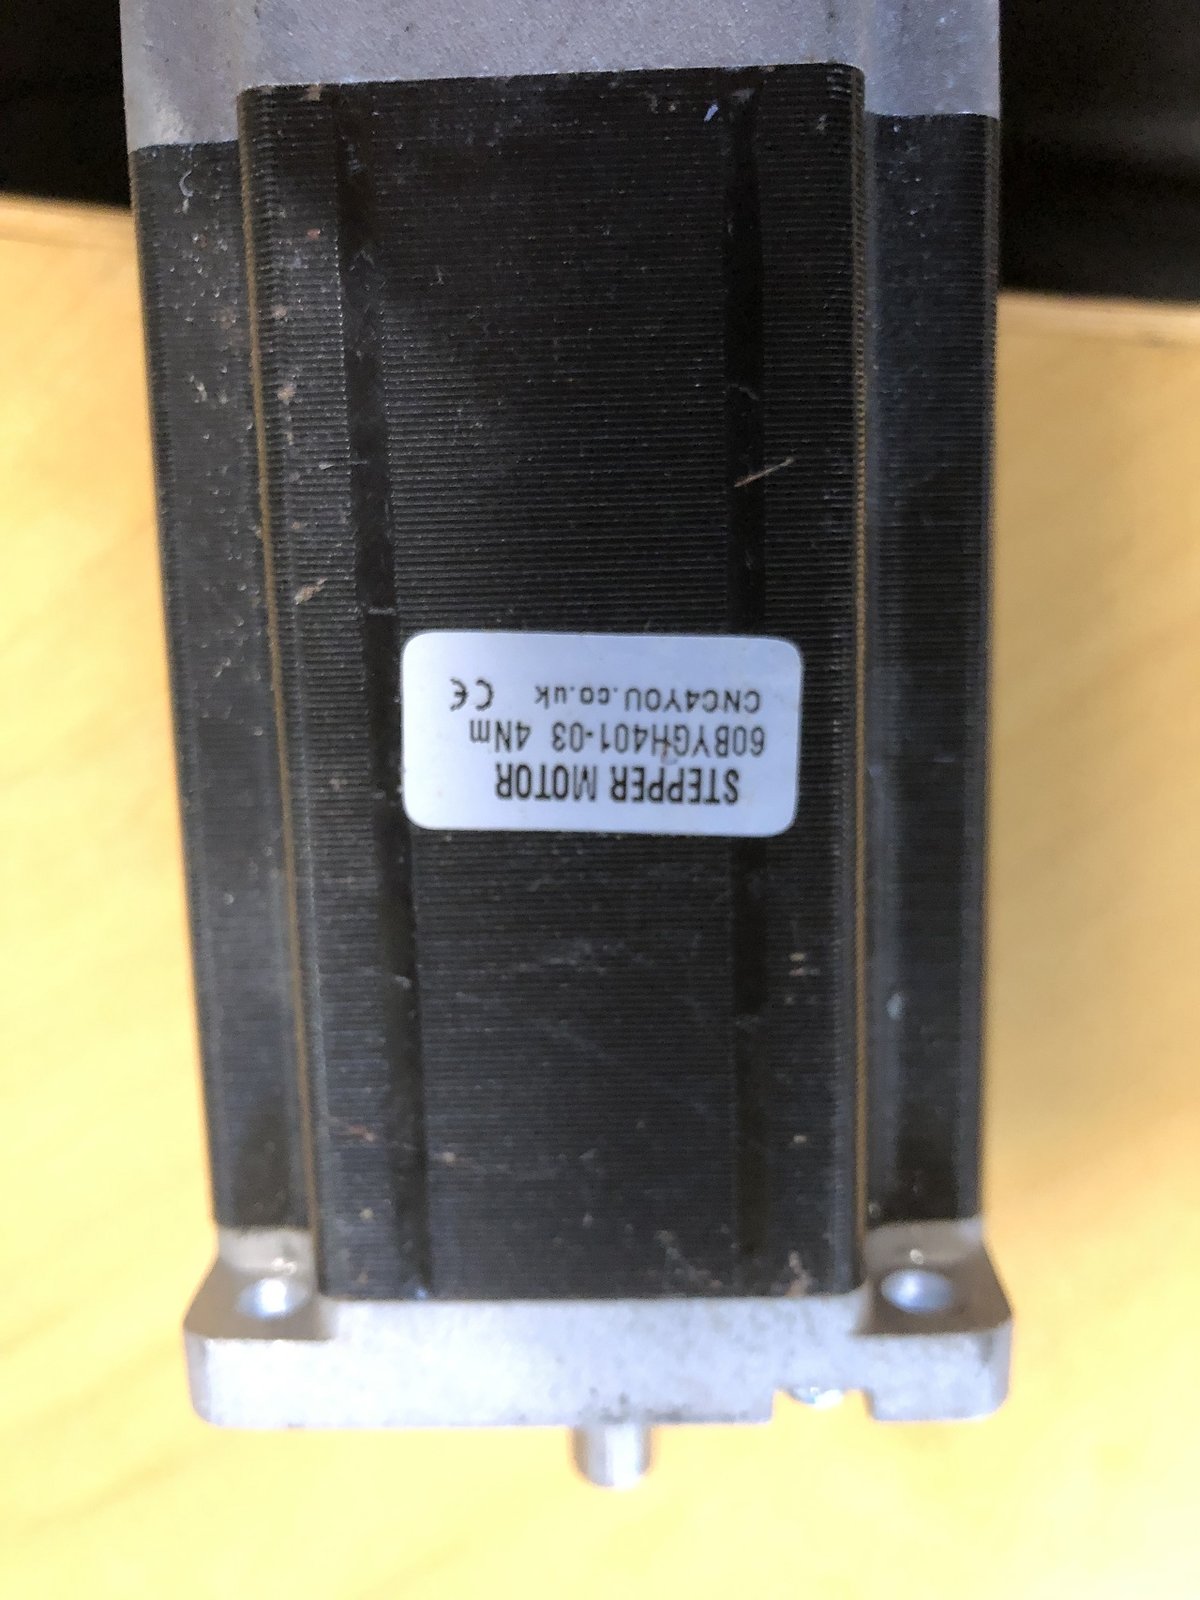 STEPPER MOTOR
60BYGH401-03 4Nm
CNC4YOU.co.uk CE